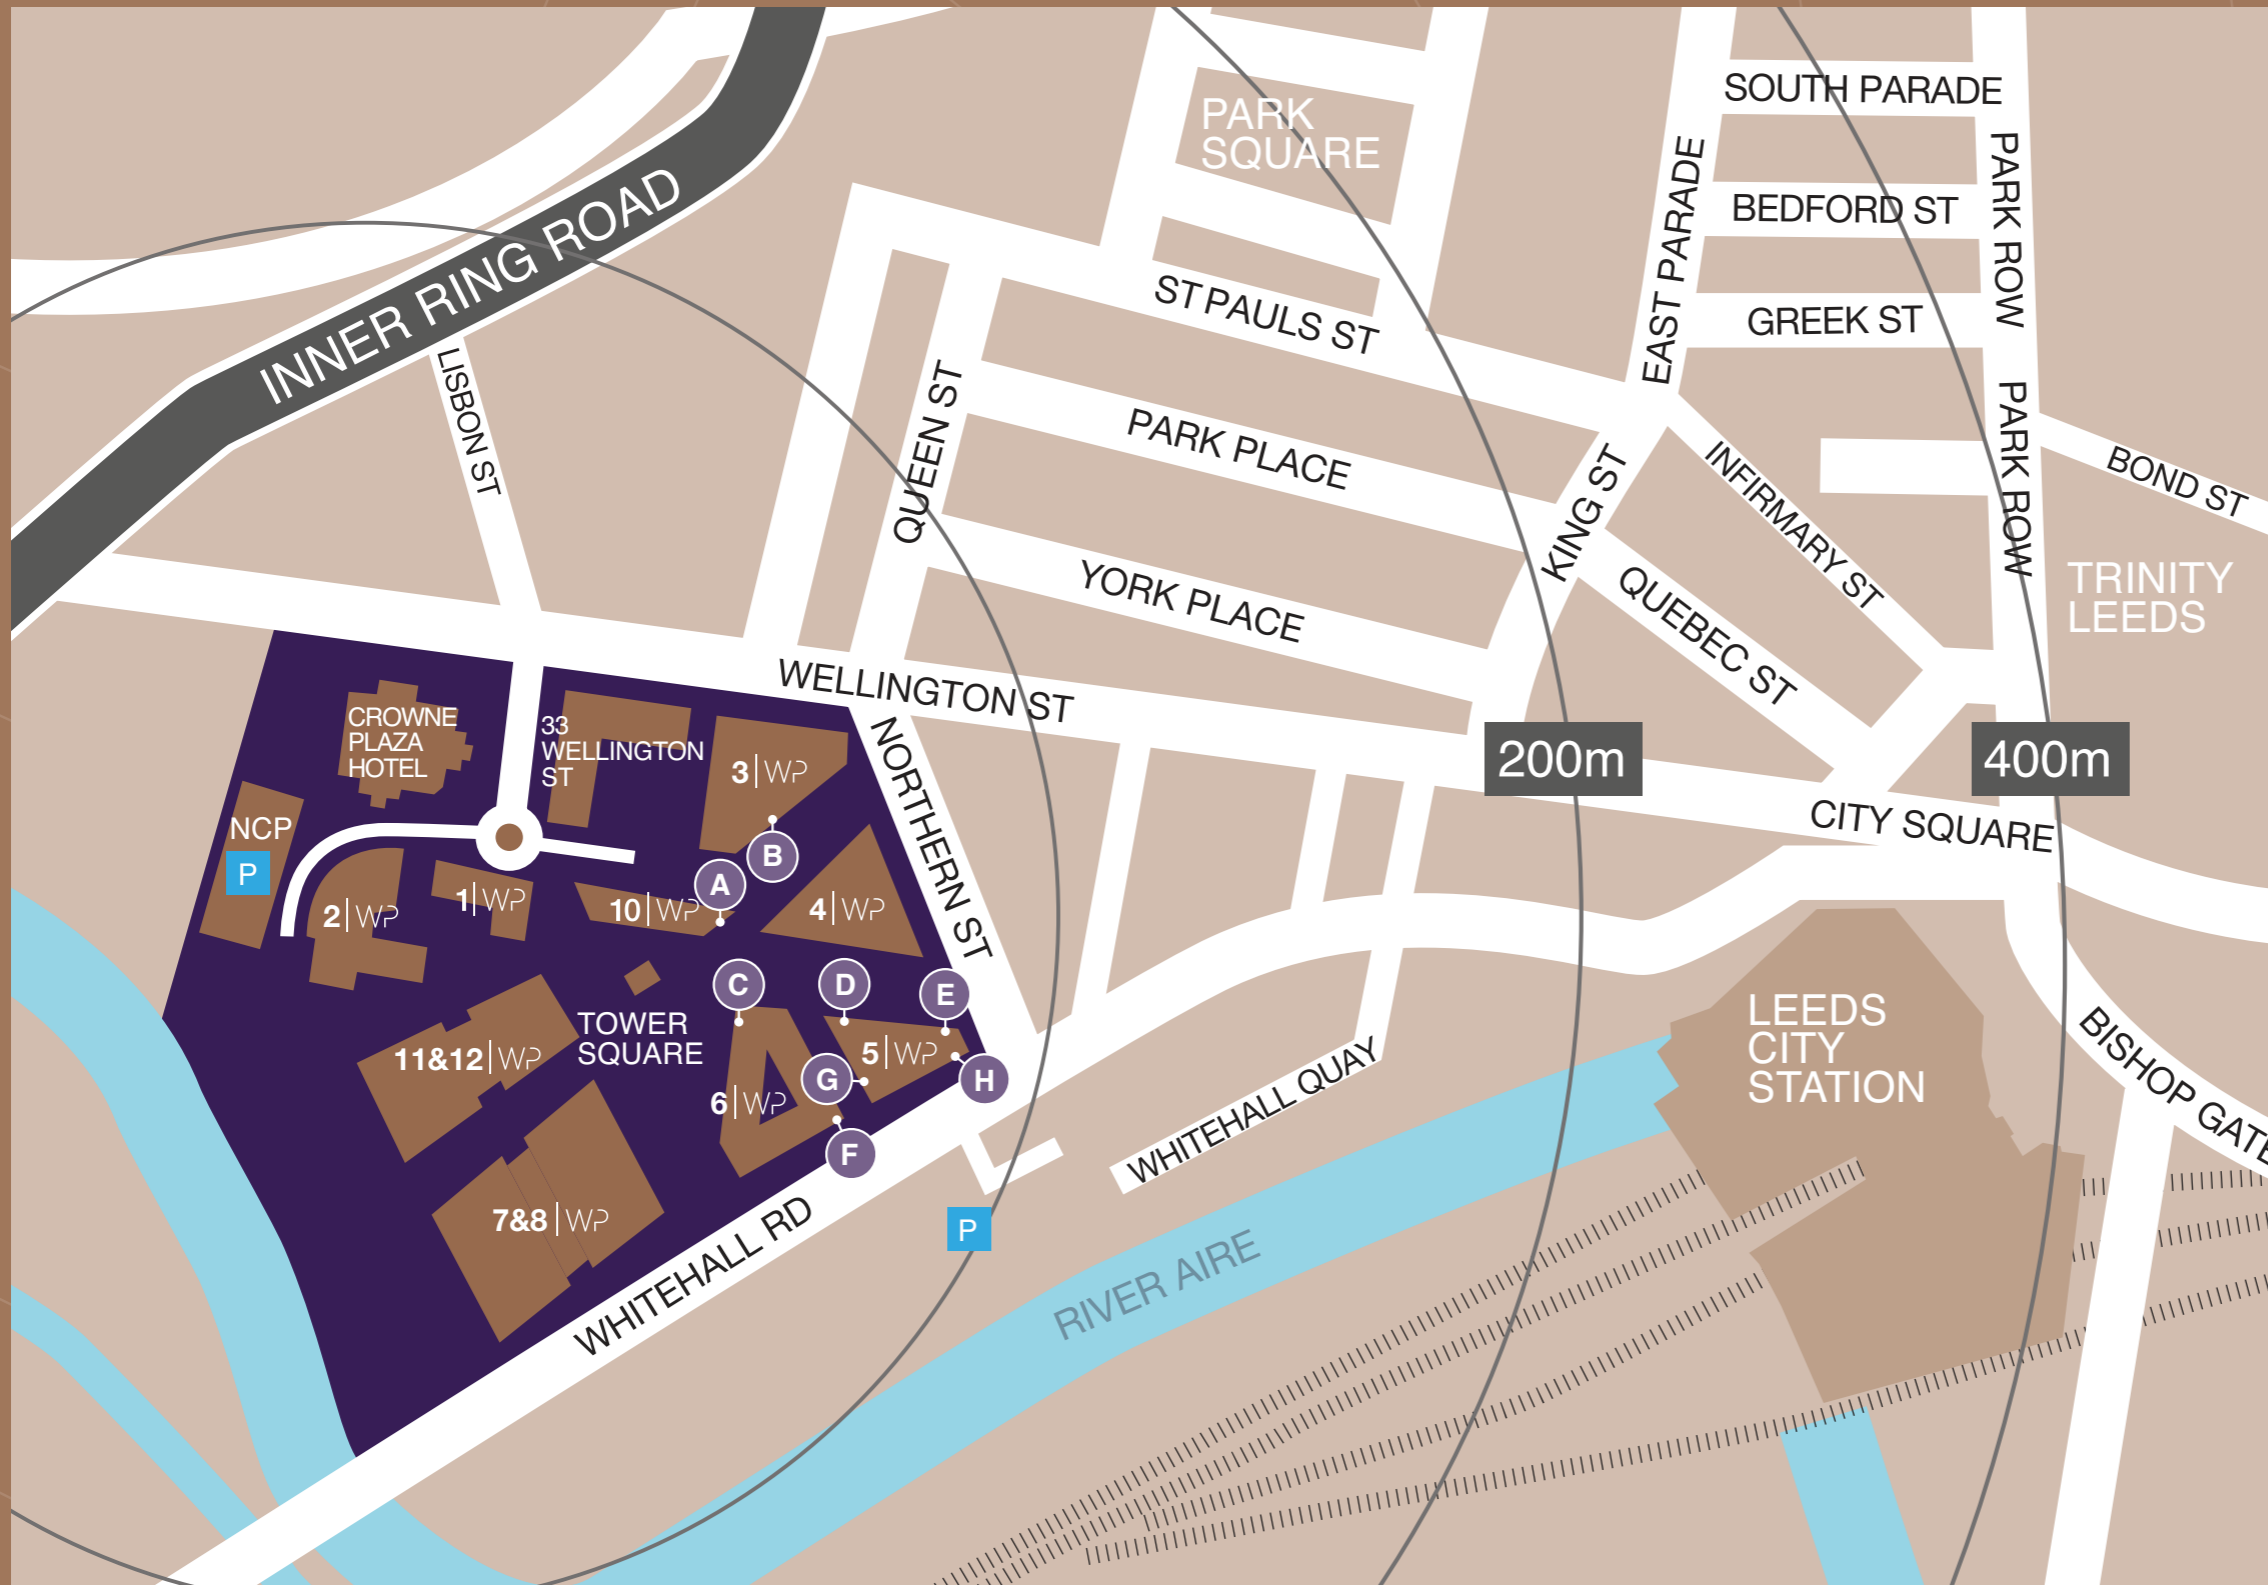 SOUTH PARADE
PARK
SQUARE
PARK ROW
EAST PARADE
INNER RING ROAD
BEDFORD ST
ST PAULS ST
GREEK ST
LISBON ST
QUEEN ST
PARK PLACE
PARK ROW
KING ST
INFIRMARY ST
BOND ST
YORK PLACE
QUEBEC ST
TRINITY
LEEDS
WELLINGTON ST
CROWNE
PLAZA
HOTEL
33
WELLINGTON
ST
NORTHERN ST
3|WP
200m
400m
CITY SQUARE
NCP
P
B
A
2|WP
1|WP
10|WP
4|WP
C
D
E
TOWER
SQUARE
LEEDS
CITY
STATION
11&12|WP
5|WP
G
H
6|WP
F
WHITEHALL QUAY
BISHOP GATE
7&8|WP
P
WHITEHALL RD
RIVER AIRE